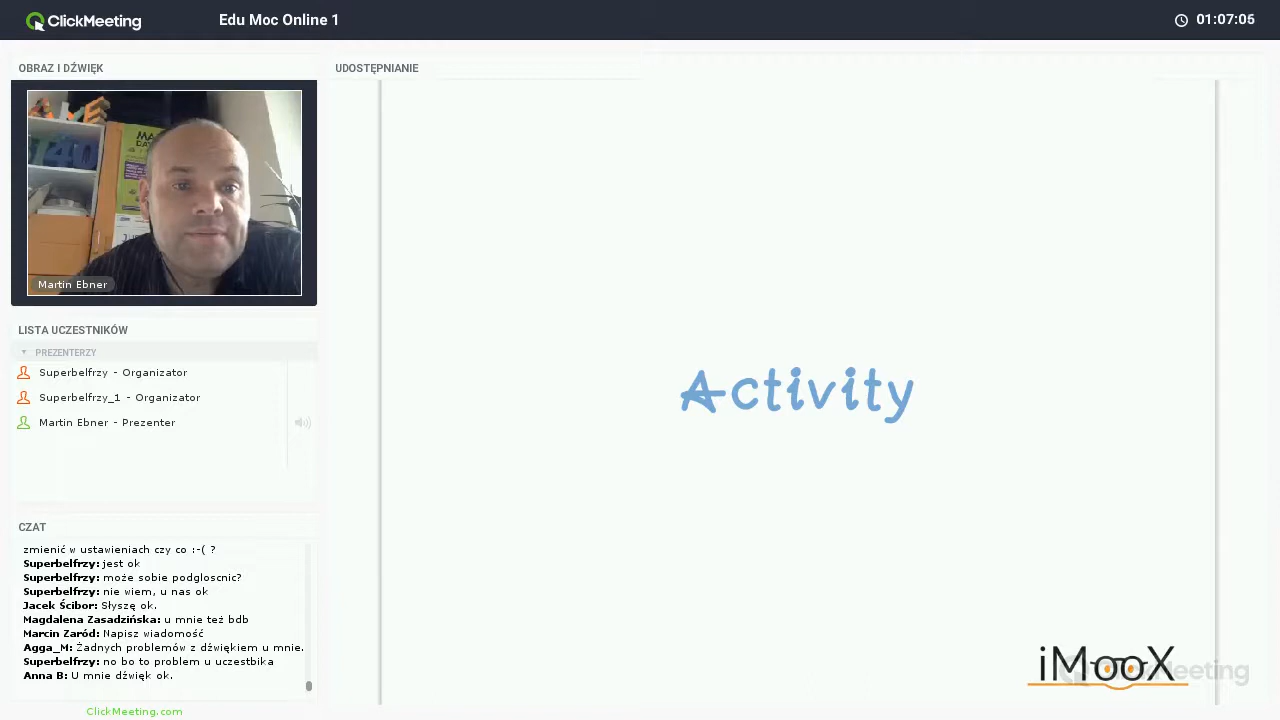 ClickMeeting
Edu Moc Online 1
01:07:06
OBRAZ I DŹWIĘK
UDOSTĘPNIANIE
Martin Ebner
LISTA UCZESTNIKÓW
PREZENTERZY
Superbelfrzy - Organizator
Superbelfrzy_1 - Organizator
Martin Ebner - Prezenter
Activity
CZAT
zmienić w ustawieniach czy co :-( ?
Superbelfrzy: jest ok
Superbelfrzy: może sobie podgloscnic?
Superbelfrzy: nie wiem, u nas ok
Jacek Ścibor: Słyszę ok.
Magdalena Zasadzińska: u mnie też bdb
Marcin Zaród: Napisz wiadomość
Agga_M: Żadnych problemów z dźwiękiem u mnie.
Superbelfrzy: no bo to problem u uczestbika
Anna B: U mnie dźwięk ok.
iMooX
ClickMeeting
ClickMeeting.com